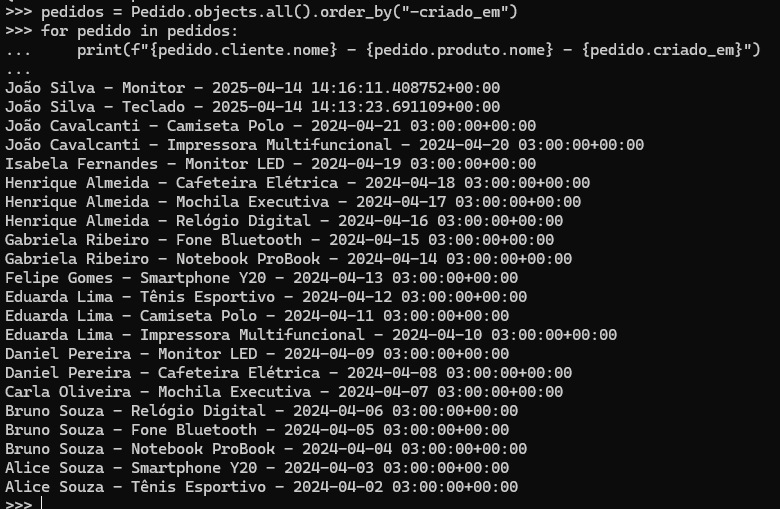 >>> pedidos = Pedido.objects.all().order_by("-criado_em")
>>> for pedido in pedidos:
...     print(f"{pedido.cliente.nome} - {pedido.produto.nome} - {pedido.criado_em}")
...
João Silva - Monitor - 2025-04-14 14:16:11.408752+00:00
João Silva - Teclado - 2025-04-14 14:13:23.691109+00:00
João Cavalcanti - Camiseta Polo - 2024-04-21 03:00:00+00:00
João Cavalcanti - Impressora Multifuncional - 2024-04-20 03:00:00+00:00
Isabela Fernandes - Monitor LED - 2024-04-19 03:00:00+00:00
Henrique Almeida - Cafeteira Elétrica - 2024-04-18 03:00:00+00:00
Henrique Almeida - Mochila Executiva - 2024-04-17 03:00:00+00:00
Henrique Almeida - Relógio Digital - 2024-04-16 03:00:00+00:00
Gabriela Ribeiro - Fone Bluetooth - 2024-04-15 03:00:00+00:00
Gabriela Ribeiro - Notebook ProBook - 2024-04-14 03:00:00+00:00
Felipe Gomes - Smartphone Y20 - 2024-04-13 03:00:00+00:00
Eduarda Lima - Tênis Esportivo - 2024-04-12 03:00:00+00:00
Eduarda Lima - Camiseta Polo - 2024-04-11 03:00:00+00:00
Eduarda Lima - Impressora Multifuncional - 2024-04-10 03:00:00+00:00
Daniel Pereira - Monitor LED - 2024-04-09 03:00:00+00:00
Daniel Pereira - Cafeteira Elétrica - 2024-04-08 03:00:00+00:00
Carla Oliveira - Mochila Executiva - 2024-04-07 03:00:00+00:00
Bruno Souza - Relógio Digital - 2024-04-06 03:00:00+00:00
Bruno Souza - Fone Bluetooth - 2024-04-05 03:00:00+00:00
Bruno Souza - Notebook ProBook - 2024-04-04 03:00:00+00:00
Alice Souza - Smartphone Y20 - 2024-04-03 03:00:00+00:00
Alice Souza - Tênis Esportivo - 2024-04-02 03:00:00+00:00
>>>